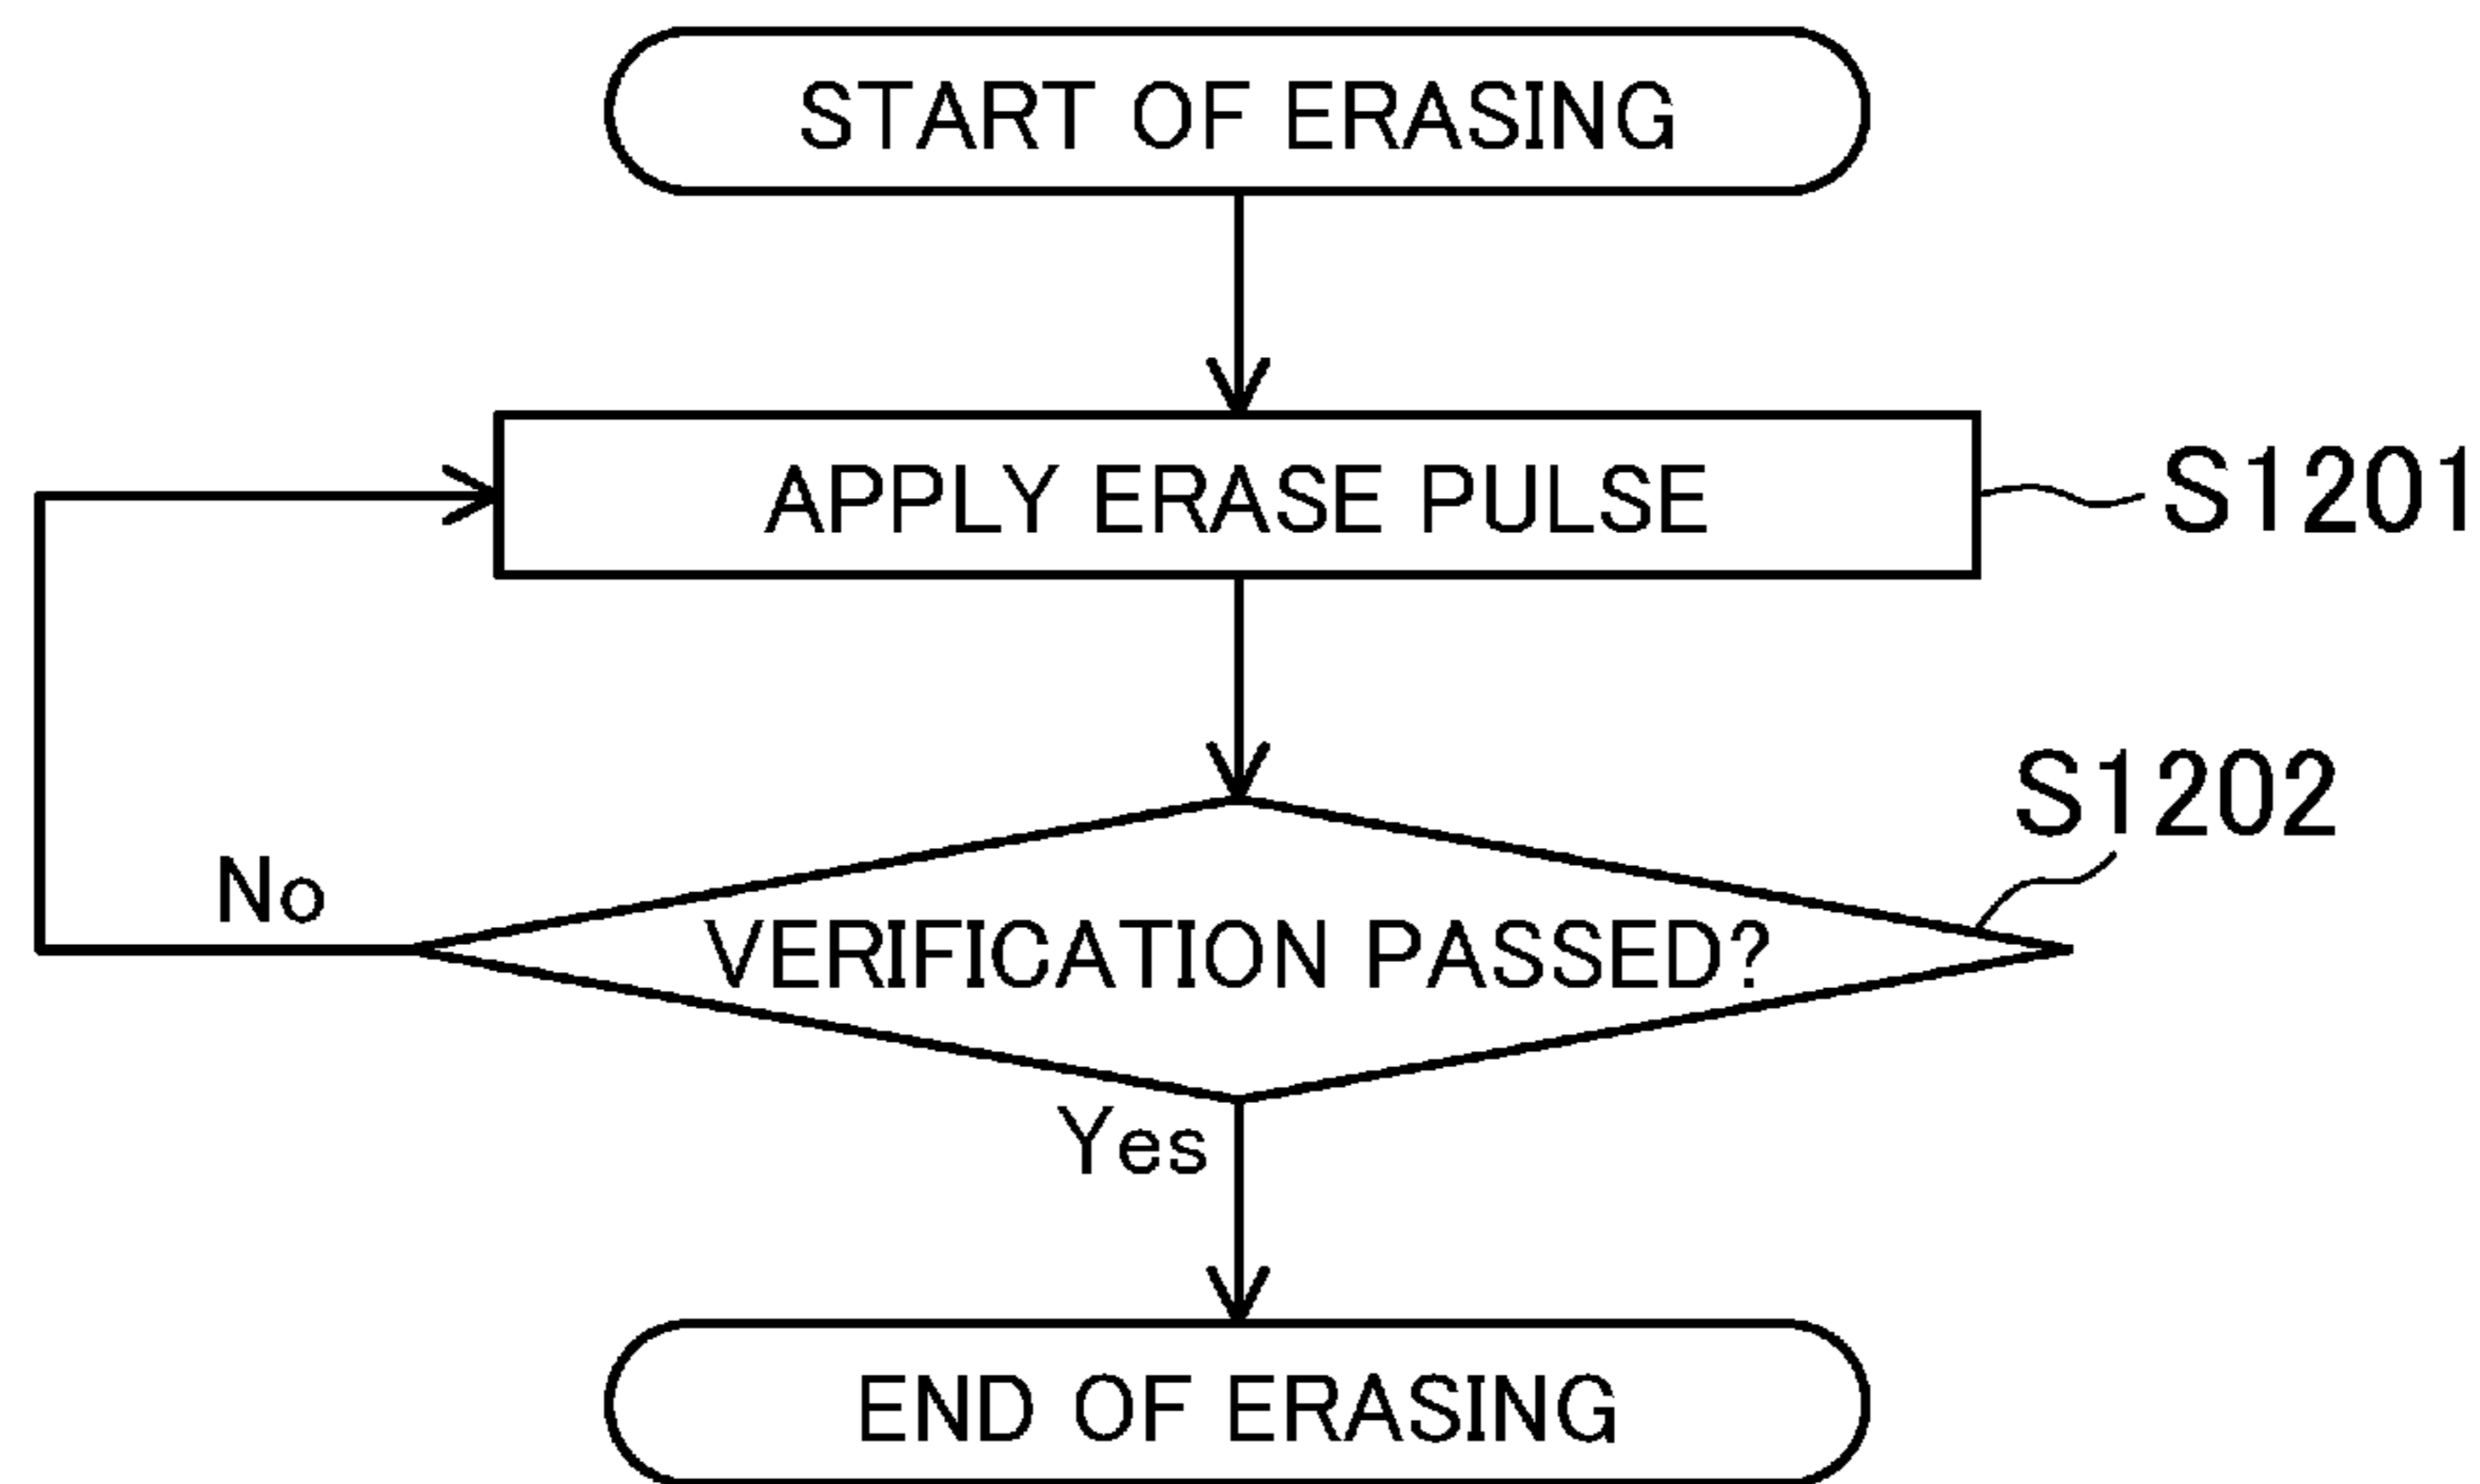 START OF ERASING
APPLY ERASE PULSE
S1201
S1202
No
VERIFICATION PASSED?
Yes
END OF ERASING